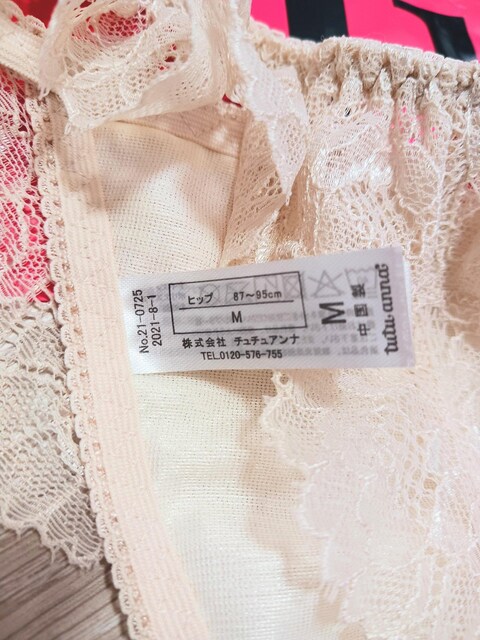 No.21-0725
2021-8-1
ヒップ 87〜95cm
M
株式会社 チュチュアンナ
TEL.0120-576-755
M
中国製
tutu anna